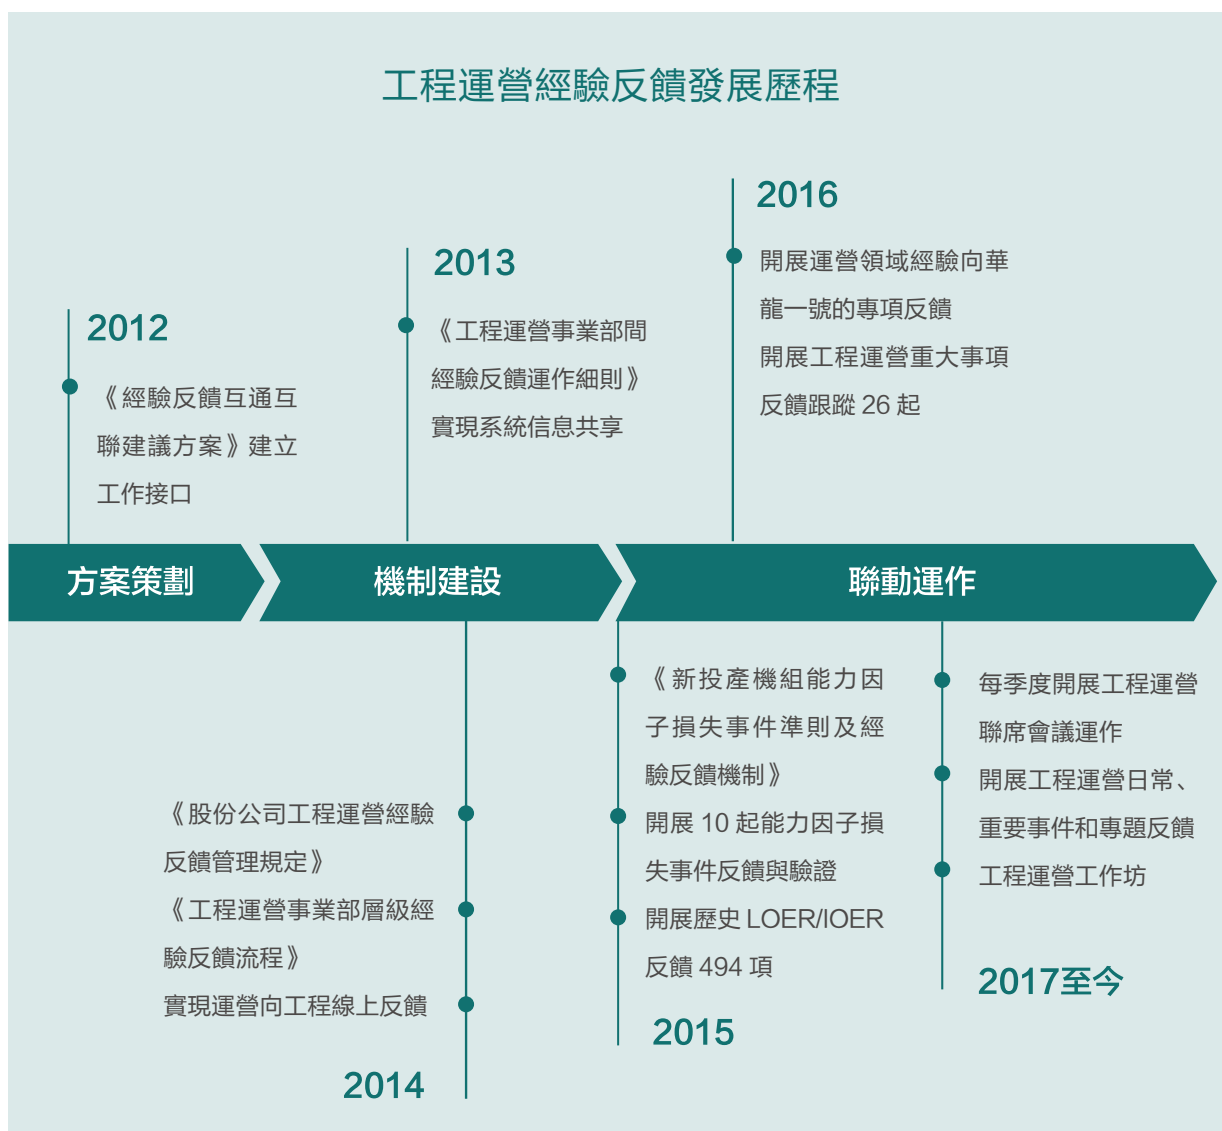 工程運營經驗反饋發展歷程
2012
《經驗反饋互通互
聯建議方案》建立
工作接口
2013
《工程運營事業部間
經驗反饋運作細則》
實現系統信息共享
2016
開展運營領域經驗向華
龍一號的專項反饋
開展工程運營重大事項
反饋跟蹤 26 起
方案策劃
機制建設
聯動運作
《股份公司工程運營經驗
反饋管理規定》
《工程運營事業部層級經
驗反饋流程》
實現運營向工程線上反饋
2014
《新投產機組能力因
子損失事件準則及經
驗反饋機制》
開展 10 起能力因子損
失事件反饋與驗證
開展歷史 LOER/IOER
反饋 494 項
2015
每季度開展工程運營
聯席會議運作
開展工程運營日常、
重要事件和專題反饋
工程運營工作坊
2017至今